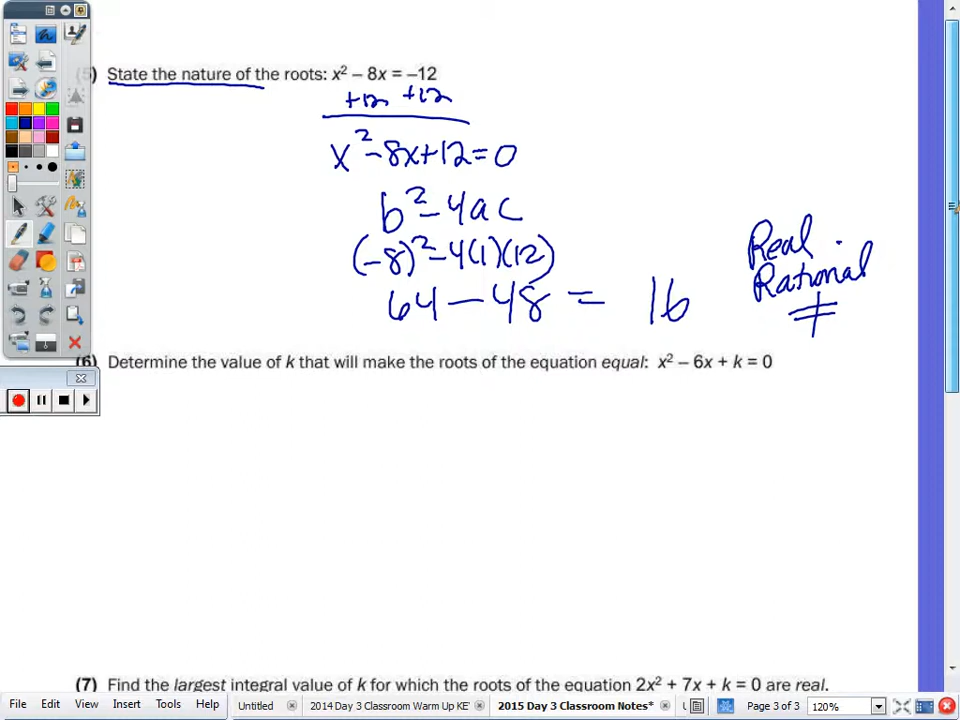 (5) State the nature of the roots: x² – 8x = –12
+12 +12
x² -8x+12=0
b² -4ac
(-8)² -4(1)(12)
64 – 48 = 16
Real
Rational
≠
(6) Determine the value of k that will make the roots of the equation equal: x² – 6x + k = 0
(7) Find the largest integral value of k for which the roots of the equation 2x² + 7x + k = 0 are real.
File Edit View Insert Tools Help Untitled 2014 Day 3 Classroom Warm Up KE 2015 Day 3 Classroom Notes* Page 3 of 3 120%